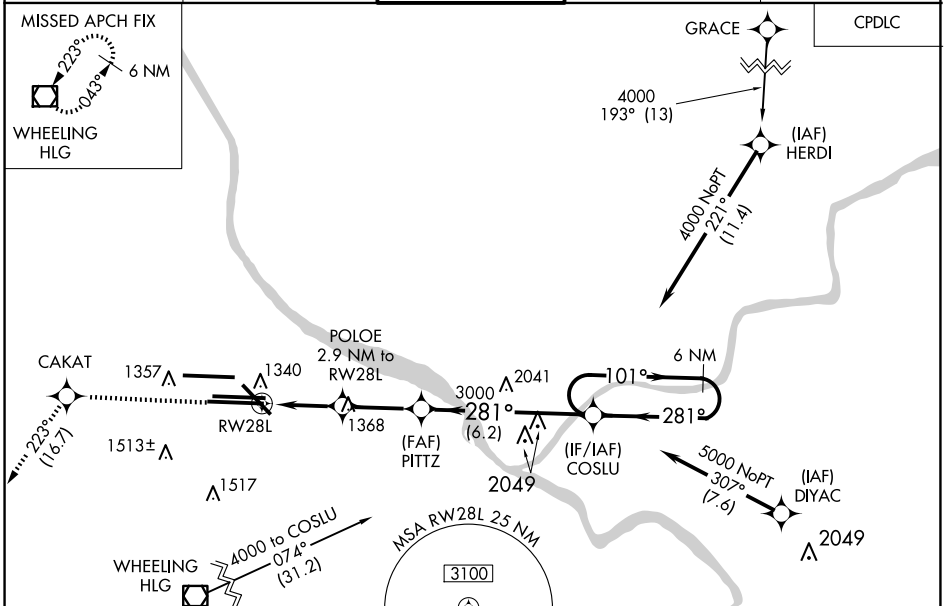 MISSED APCH FIX
223°
043°
6 NM
WHEELING
HLG
GRACE
CPDLC
4000
193° (13)
(IAF)
HERDI
4000 NoPT
221°
(11.4)
CAKAT
1357
1340
POLOE
2.9 NM to
RW28L
3000
281°
(6.2)
2041
6 NM
101°
281°
RW28L
1368
(FAF)
PITTZ
(IF/IAF)
COSLU
2049
223°
(16.7)
1513±
1517
5000 NoPT
307°
(7.6)
(IAF)
DIYAC
2049
WHEELING
HLG
4000 to COSLU
074°
(31.2)
MSA RW28L 25 NM
3100